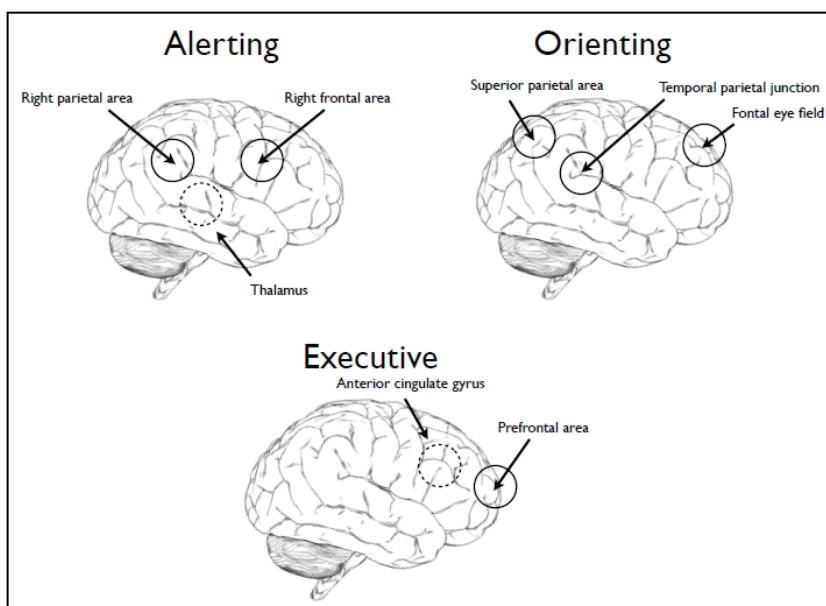 Alerting
Right parietal area
Right frontal area
Thalamus
Orienting
Superior parietal area
Temporal parietal junction
Fontal eye field
Executive
Anterior cingulate gyrus
Prefrontal area